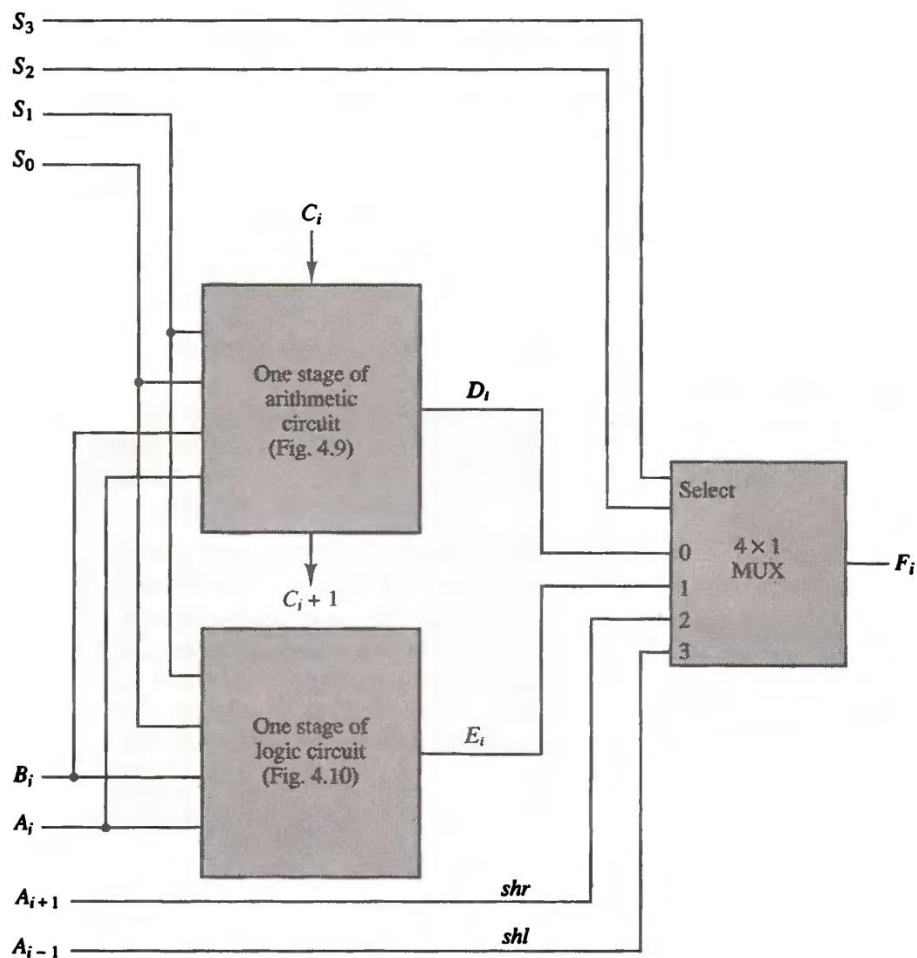 S3
S2
S1
S0
Ci
One stage of
arithmetic
circuit
(Fig. 4.9)
Di
Select
4 × 1
MUX
0
1
2
3
Fi
Ci + 1
One stage of
logic circuit
(Fig. 4.10)
Ei
Bi
Ai
Ai+1
shr
Ai−1
shl